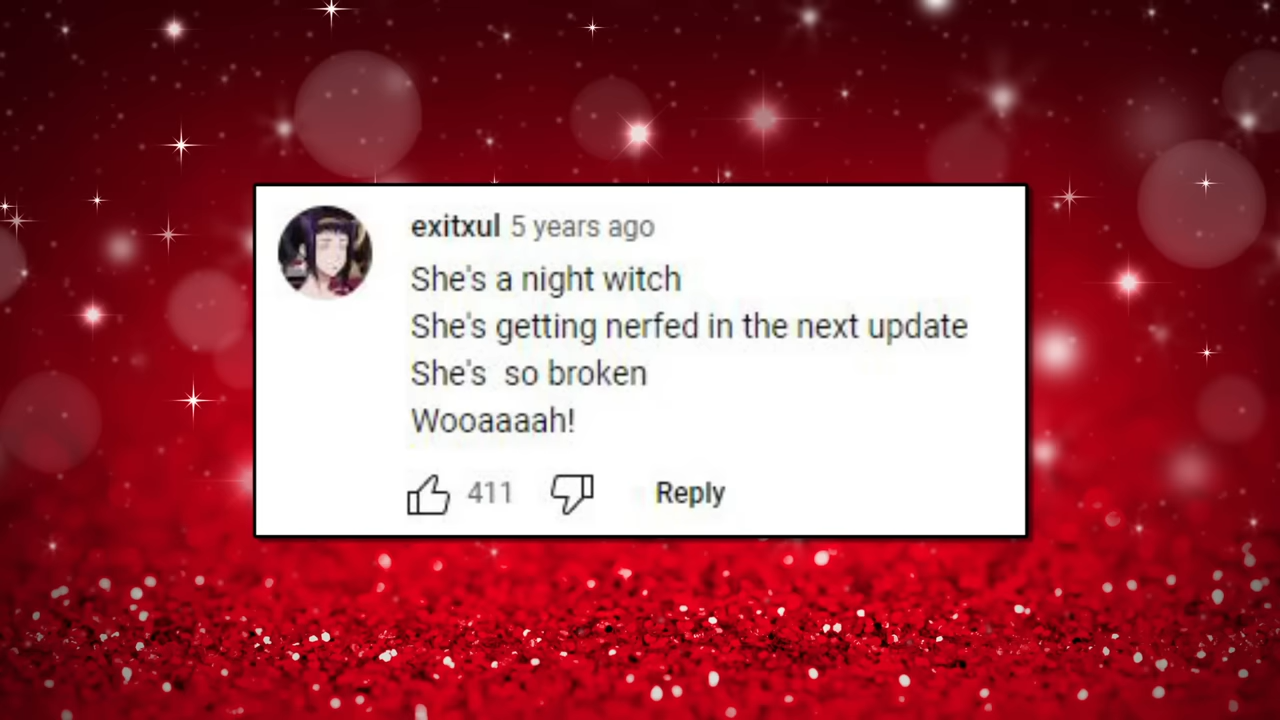 exitxul 5 years ago
She's a night witch
She's getting nerfed in the next update
She's  so broken
Wooaaaah!
411 Reply